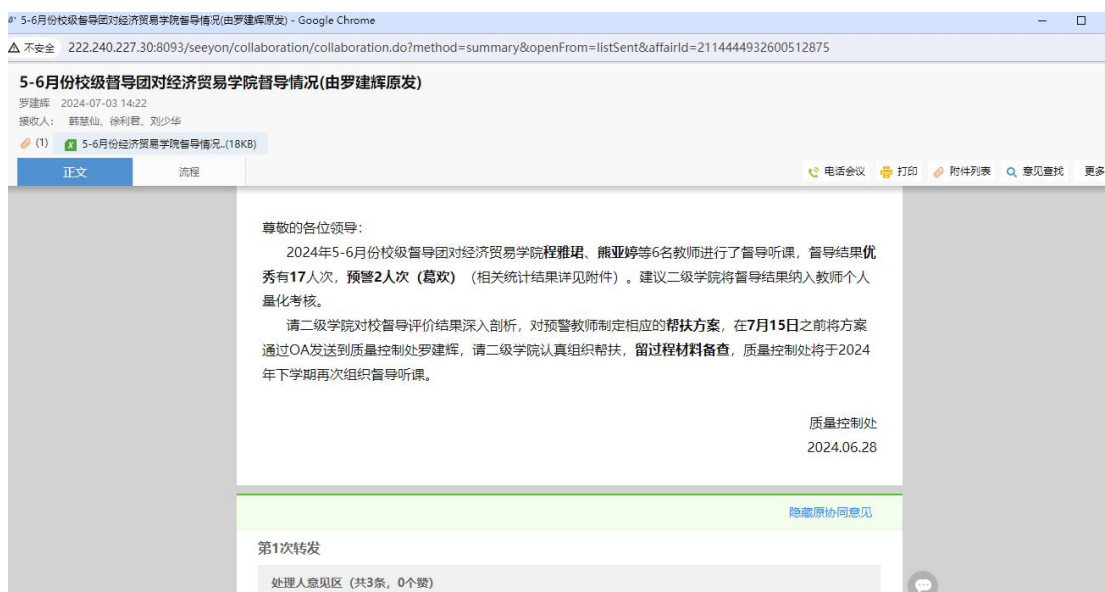 5-6月份校级督导团对经济贸易学院督导情况(由罗建辉原发) - Google Chrome
不安全 222.240.227.30:8093/seeyon/collaboration/collaboration.do?method=summary&openFrom=listSent&affairId=2114444932600512875
5-6月份校级督导团对经济贸易学院督导情况(由罗建辉原发)
罗建辉 2024-07-03 14:22
接收人： 韩慧仙、徐利君、刘少华
(1) 5-6月份经济贸易学院督导情况..(18KB)
正文 流程 电话会议 打印 附件列表 意见查找 更多
尊敬的各位领导：
2024年5-6月份校级督导团对经济贸易学院程雅珺、熊亚婷等6名教师进行了督导听课，督导结果优
秀有17人次，预警2人次（葛欢）（相关统计结果详见附件）。建议二级学院将督导结果纳入教师个人
量化考核。
请二级学院对校督导评价结果深入剖析，对预警教师制定相应的帮扶方案，在7月15日之前将方案
通过OA发送到质量控制处罗建辉，请二级学院认真组织帮扶，留过程材料备查，质量控制处将于2024
年下学期再次组织督导听课。
质量控制处
2024.06.28
隐藏原协同意见
第1次转发
处理人意见区（共3条，0个赞）